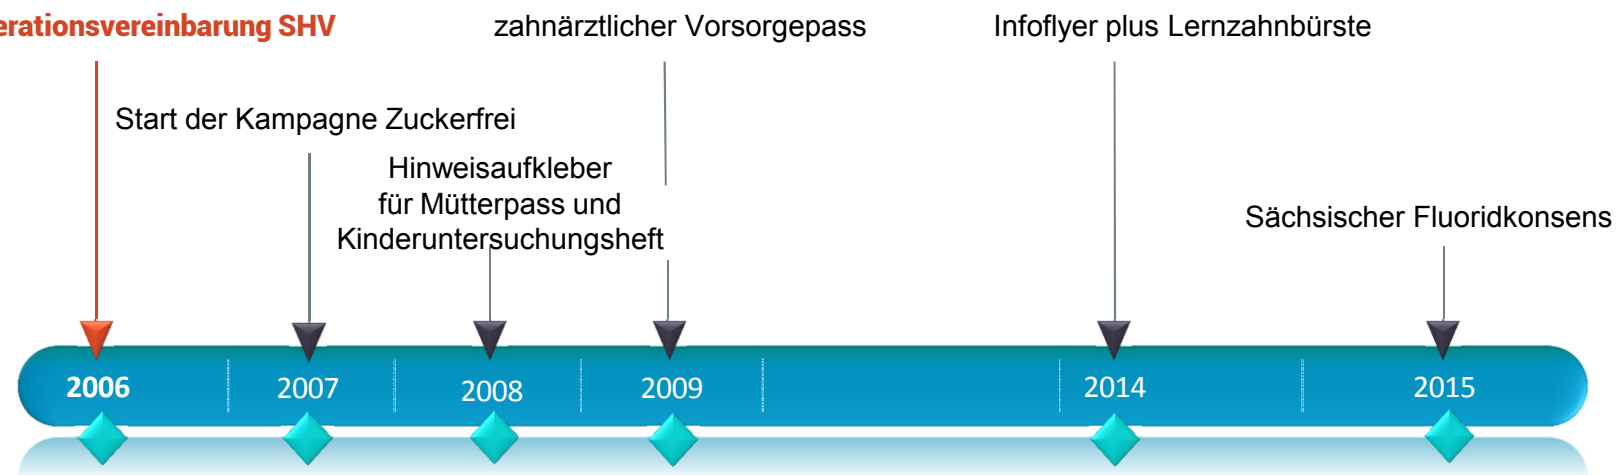 erationsvereinbarung SHV
zahnärztlicher Vorsorgepass
Infoflyer plus Lernzahnbürste
Start der Kampagne Zuckerfrei
Hinweisaufkleber
für Mütterpass und
Kinderuntersuchungsheft
Sächsischer Fluoridkonsens
2006 2007 2008 2009 2014 2015